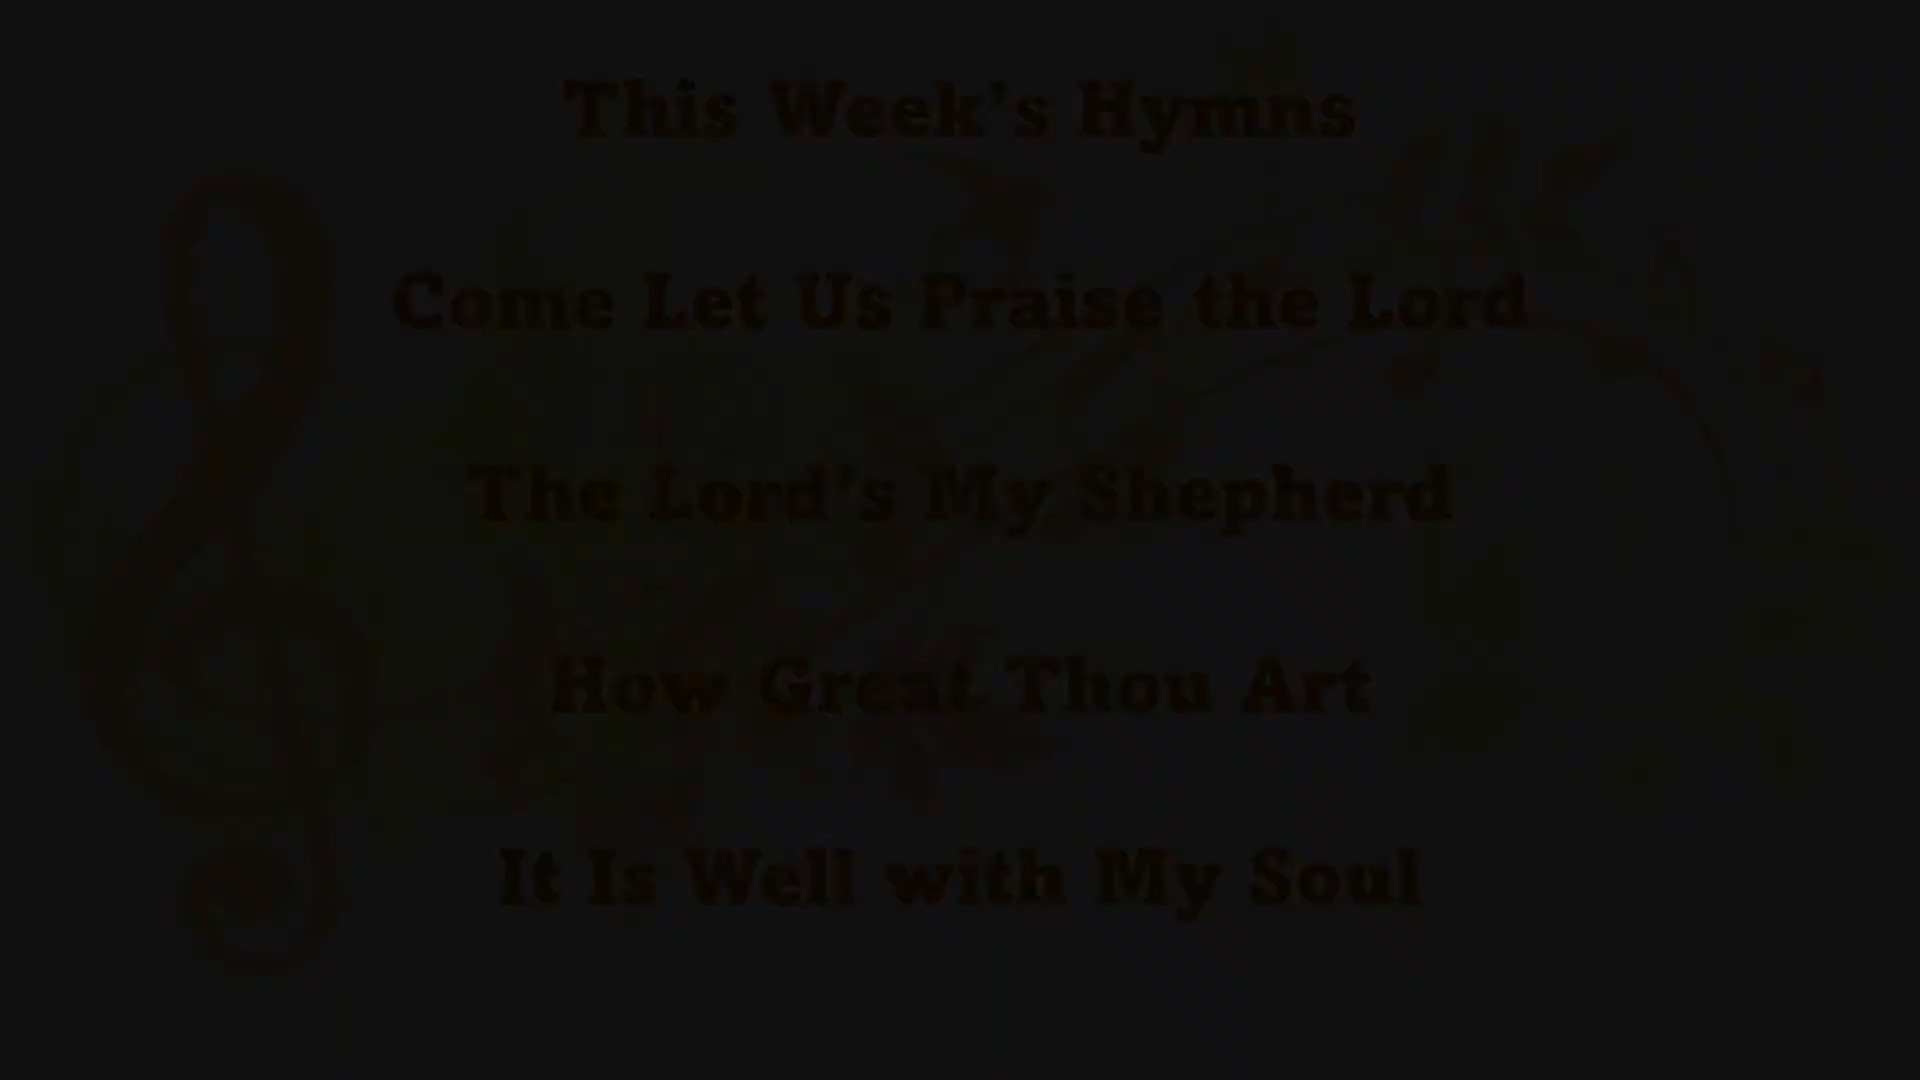 This Week's Hymns
Come Let Us Praise the Lord
The Lord's My Shepherd
How Great Thou Art
It Is Well with My Soul